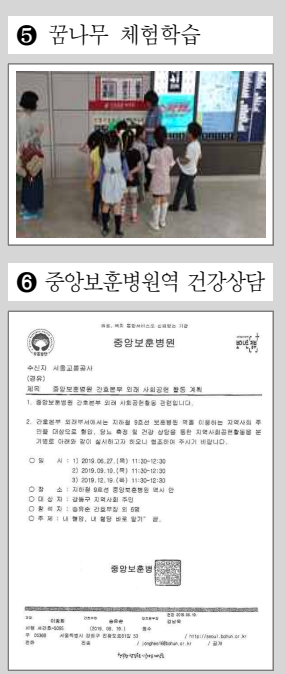 ❺ 꿈나무 체험학습
❻ 중앙보훈병원역 건강상담
중앙보훈병원
수신자 서울교통공사
(경유)
제목 중앙보훈병원 간호본부 외래 사회공헌 활동 계획
1. 중앙보훈병원 간호본부 외래 사회공헌활동 관련입니다.
2. 간호본부 외래부서에서는 지하철 9호선 보훈병원 역을 이용하는 지역사회 주
민을 대상으로 혈압, 당뇨 측정 및 건강 상담을 통한 지역사회공헌활동을 본
기병로 아래와 같이 실시하고자 하오니 협조하여 주시기 바랍니다.
○ 일 시 : 1) 2019.06.27.(목) 11:30-12:30
2) 2019.09.19.(목) 11:30-12:30
3) 2019.12.19.(목) 11:30-12:30
○ 장 소 : 지하철 9호선 중앙보훈병원 역사 안
○ 대 상 자 : 강동구 지역사회 주민
○ 참 석 자 : 송유순 간호부장 외 6명
○ 주 제 : 내 혈압, 내 혈당 바로 알기" 끝.
중앙보훈병